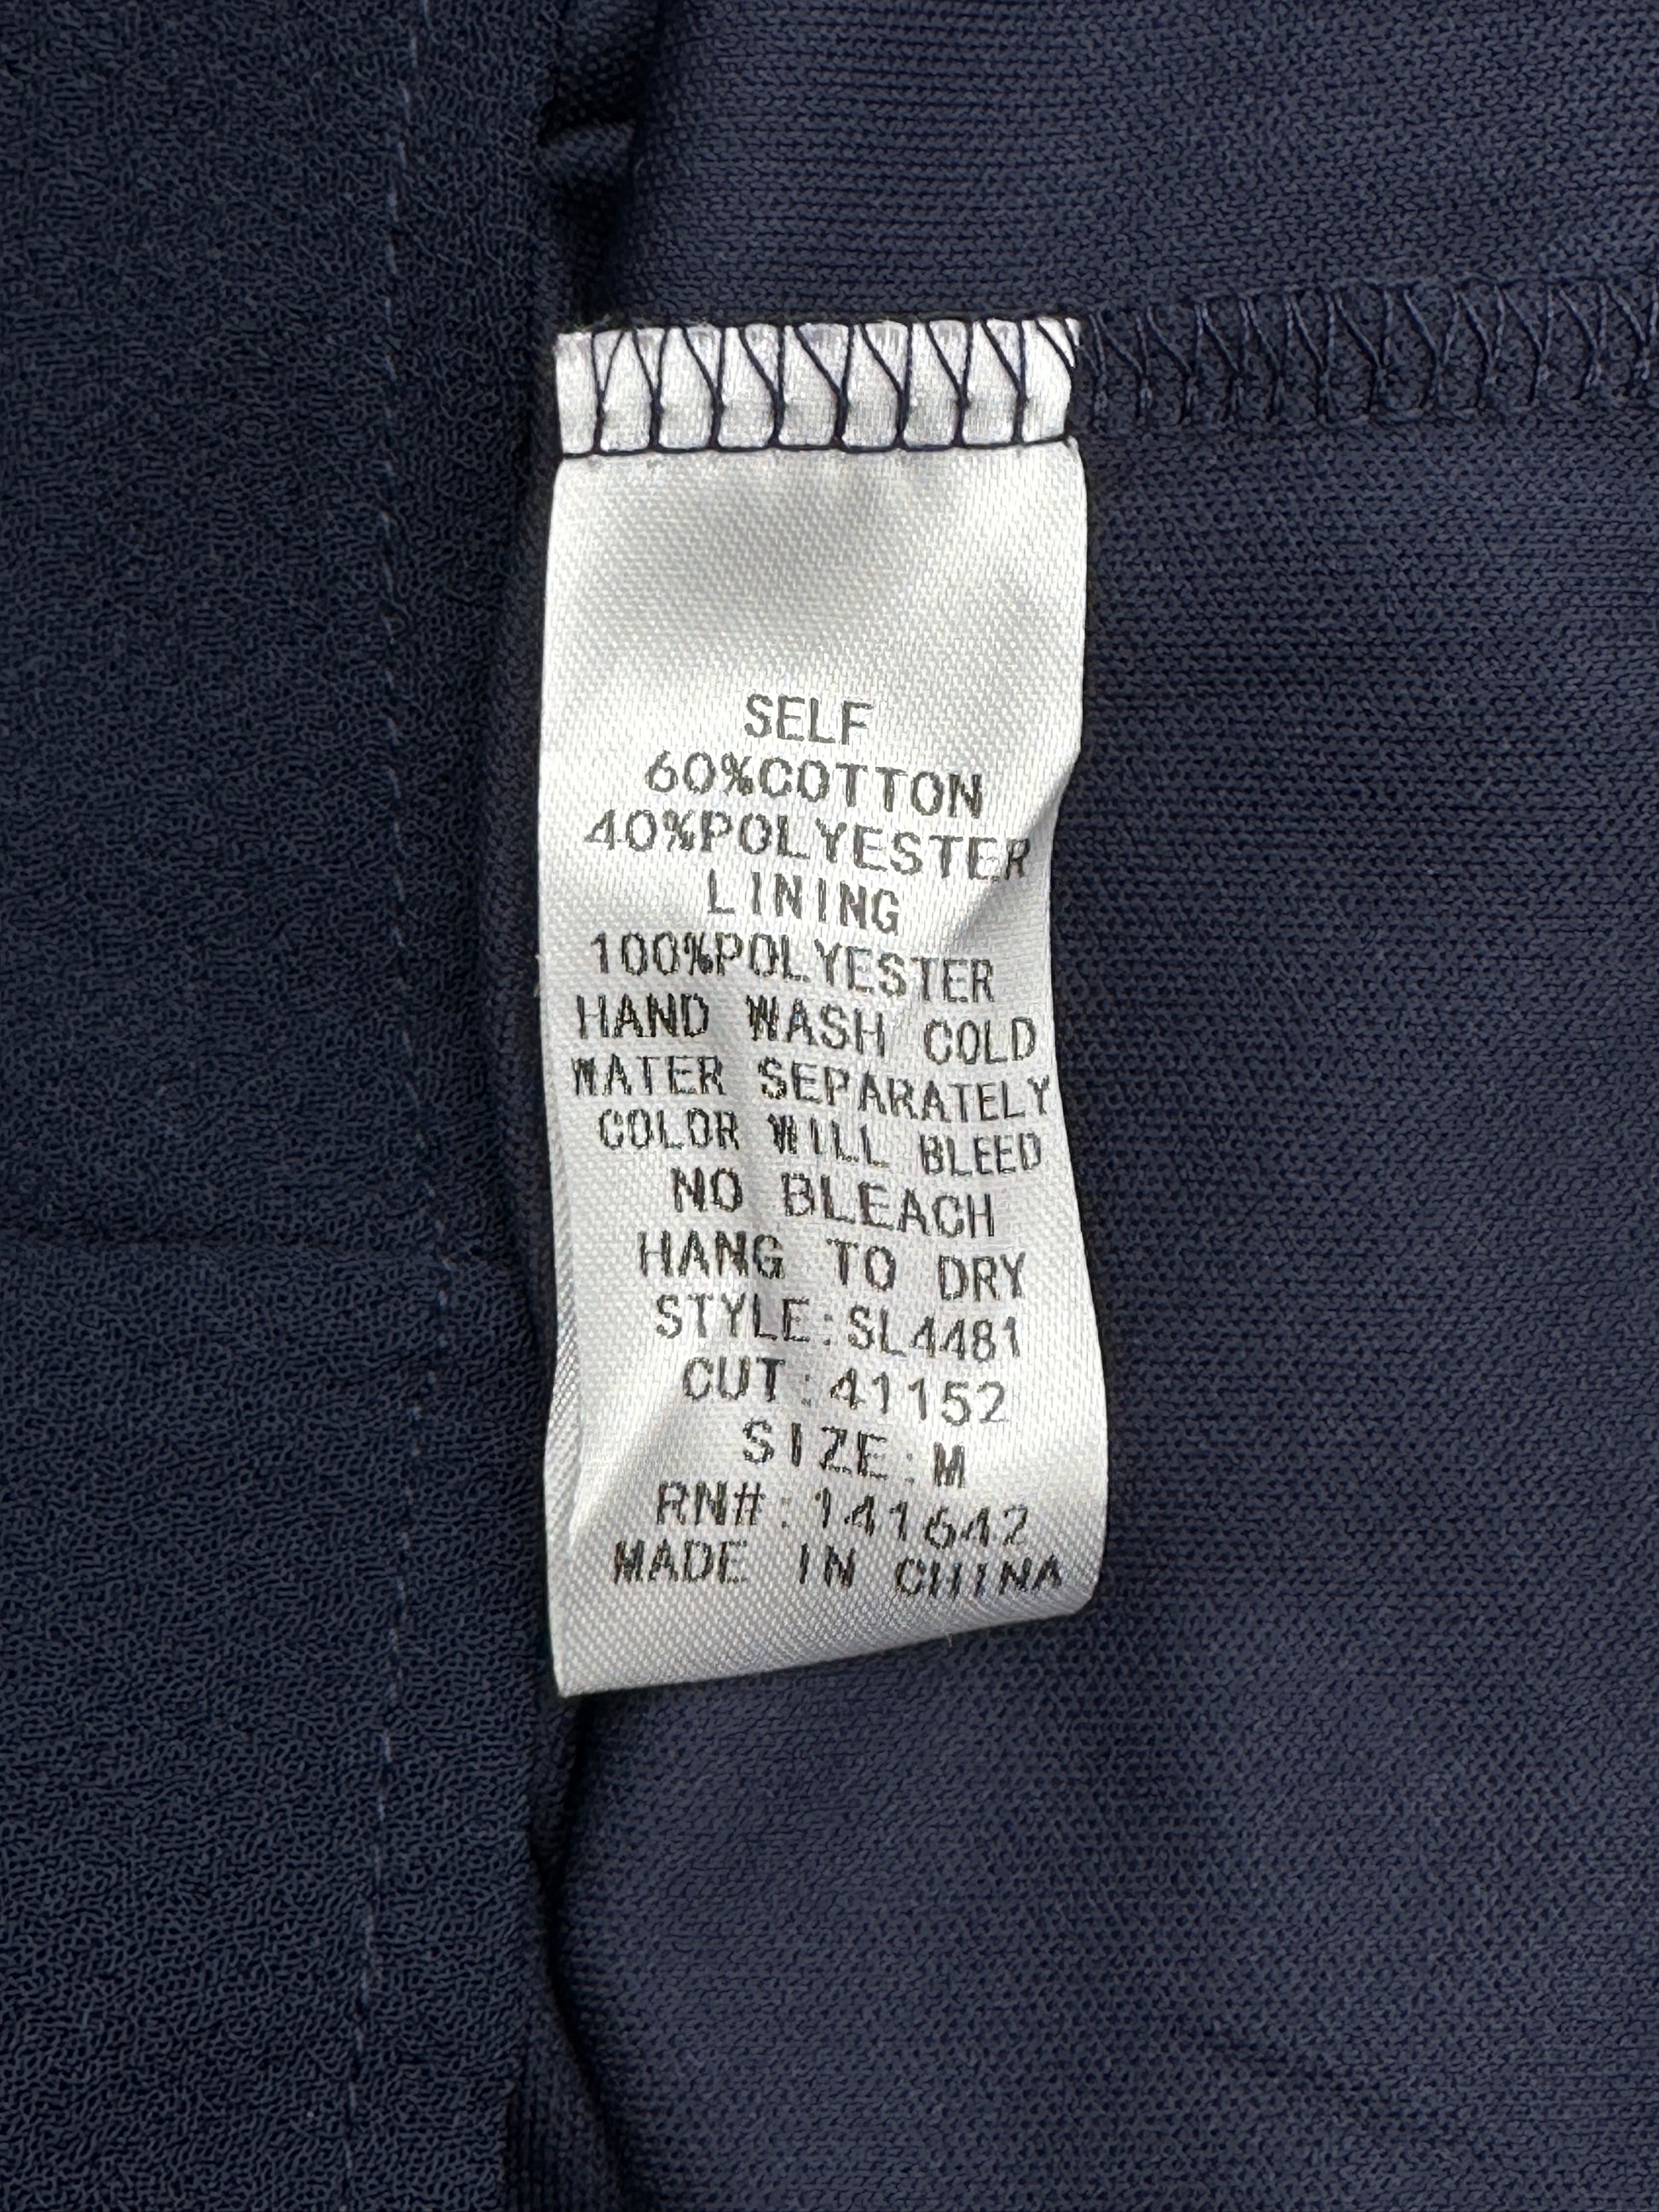 SELF
60%COTTON
40%POLYESTER
LINING
100%POLYESTER
HAND WASH COLD
WATER SEPARATELY
COLOR WILL BLEED
NO BLEACH
HANG TO DRY
STYLE:SL4481
CUT:41152
SIZE:M
RN#:141642
MADE IN CHINA